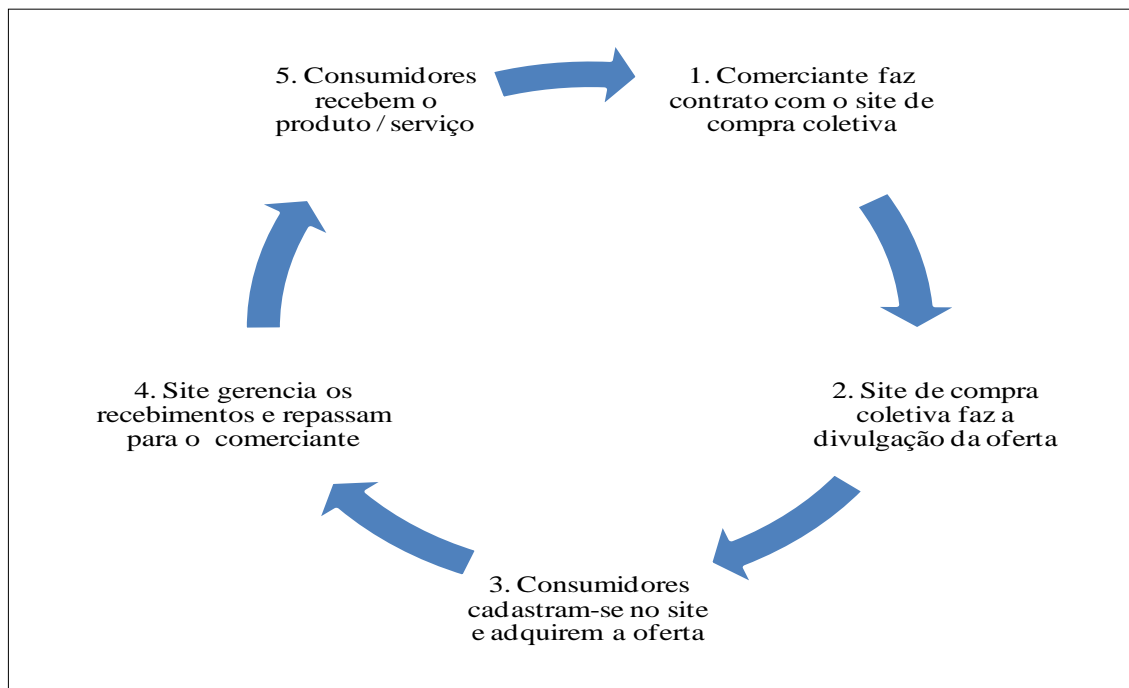 1. Comerciante faz
contrato com o site de
compra coletiva
2. Site de compra
coletiva faz a
divulgação da oferta
3. Consumidores
cadastram-se no site
e adquirem a oferta
4. Site gerencia os
recebimentos e repassam
para o comerciante
5. Consumidores
recebem o
produto / serviço